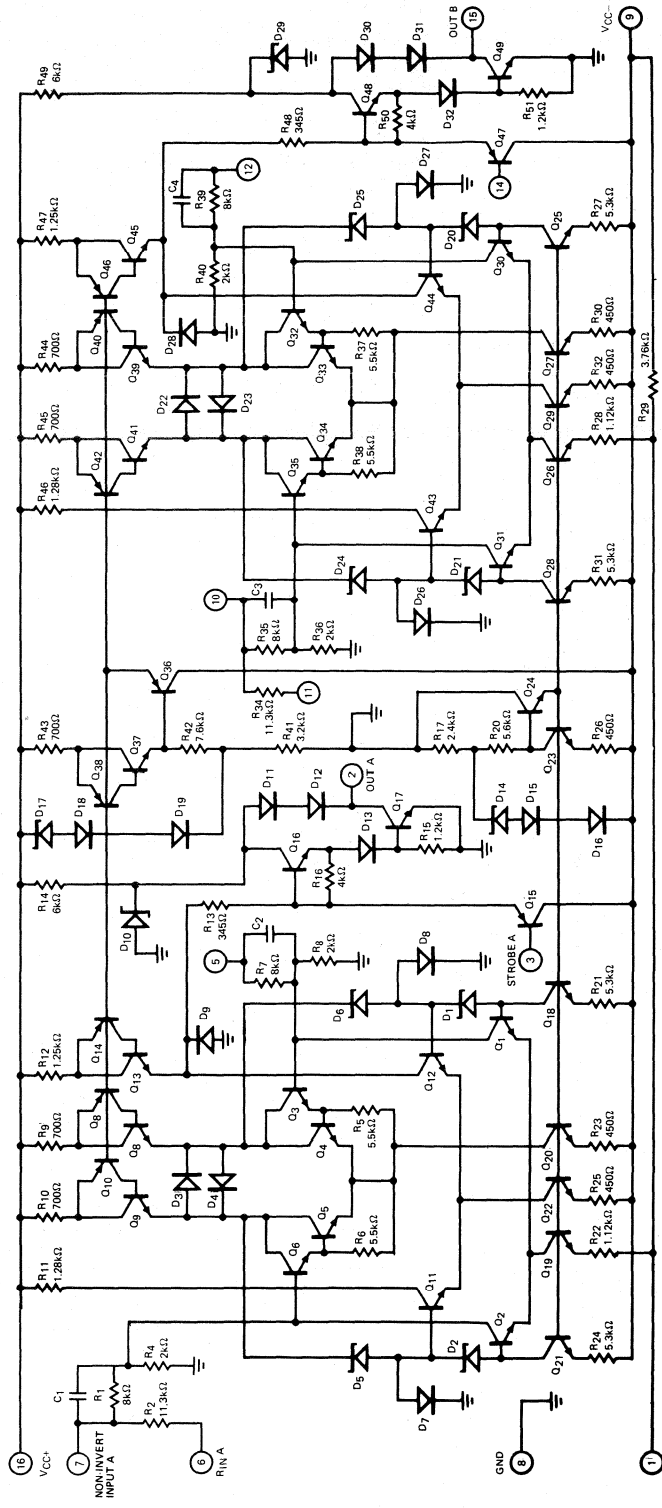 16
VCC+
R11
1.28kΩ
R10
700Ω
R9
700Ω
R12
1.25kΩ
R14
6kΩ
D17
R43
700Ω
R46
1.28kΩ
R45
700Ω
R44
700Ω
R47
1.25kΩ
R49
6kΩ
Q10
Q8
Q14
D18
Q38
Q42
Q40
Q46
Q9
Q8
Q13
D10
D19
Q37
Q36
Q41
Q39
Q45
C1
7
NON-INVERT
INPUT A
R1
8kΩ
R4
2kΩ
R2
11.3kΩ
6
RIN A
D3
D4
D9
R13
345Ω
D11
D12
2
OUT A
R42
7.6kΩ
R41
3.2kΩ
10
R35
8kΩ
C3
R34
11.3kΩ
11
R36
2kΩ
D22
D23
D28
R40
2kΩ
C4
R39
8kΩ
12
R48
345Ω
D29
D30
D31
OUT B
15
Q6
Q5
R6
5.5kΩ
Q3
Q4
R5
5.5kΩ
5
R7
8kΩ
C2
R8
2kΩ
Q16
R16
4kΩ
D13
Q17
R15
1.2kΩ
Q35
Q34
R38
5.5kΩ
Q32
Q33
R37
5.5kΩ
Q48
R50
4kΩ
D32
Q49
R51
1.2kΩ
D5
D7
D2
Q11
Q2
D6
D8
D1
Q12
Q1
STROBE A
3
Q15
R17
2.4kΩ
R20
5.6kΩ
D14
D15
D16
Q24
Q23
D24
D26
D21
Q43
Q31
D25
D27
D20
Q44
Q30
14
Q47
GND
8
Q21
Q19
Q22
Q20
Q18
Q28
Q26
Q29
Q27
Q25
R24
5.3kΩ
R22
1.12kΩ
R25
450Ω
R23
450Ω
R21
5.3kΩ
R26
450Ω
R31
5.3kΩ
R28
1.12kΩ
R32
450Ω
R30
450Ω
R27
5.3kΩ
VCC−
9
1
R29
3.76kΩ